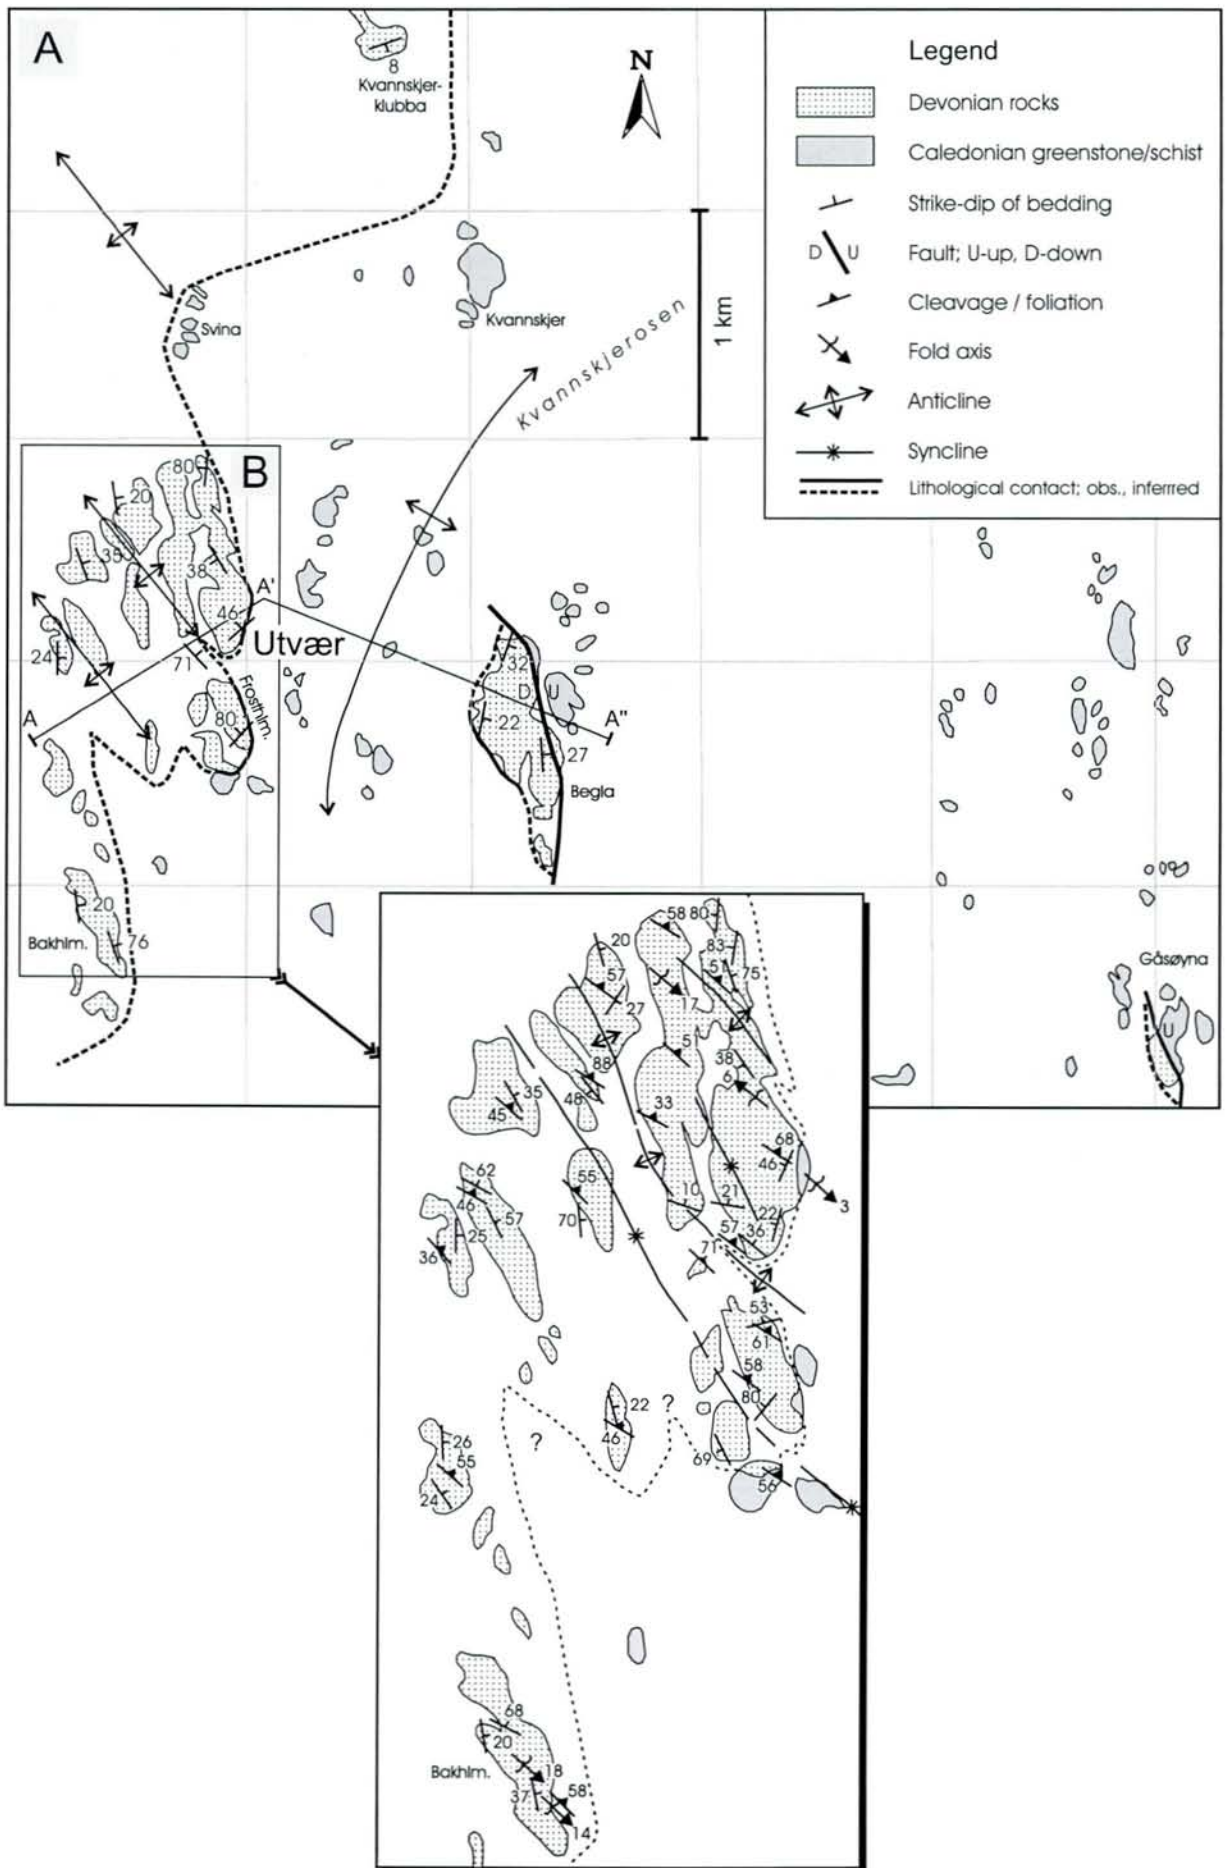 A
8
Kvannskjer-
klubba
N
Legend
Devonian rocks
Caledonian greenstone/schist
Strike-dip of bedding
D U Fault; U-up, D-down
Cleavage / foliation
Fold axis
Anticline
Syncline
Lithological contact; obs., inferrred
Svina
Kvannskjer
Kvannskjerosen
1 km
B
80
20
35
38
46
A'
Utvær
24
71
A
Frosthlm.
80
32
D U
22
A"
27
Begla
20
Bakhlm.
76
Gåsøyna
U
58 80
20
83
57
51
75
27
17
51
88
38
6
35
48
33
45
68
46
62
55
10
21
3
46
57
22
25
70
57
36
36
71
53
61
58
22
?
80
46
26
?
69
55
56
24
68
20
Bakhlm.
18
37
58
14